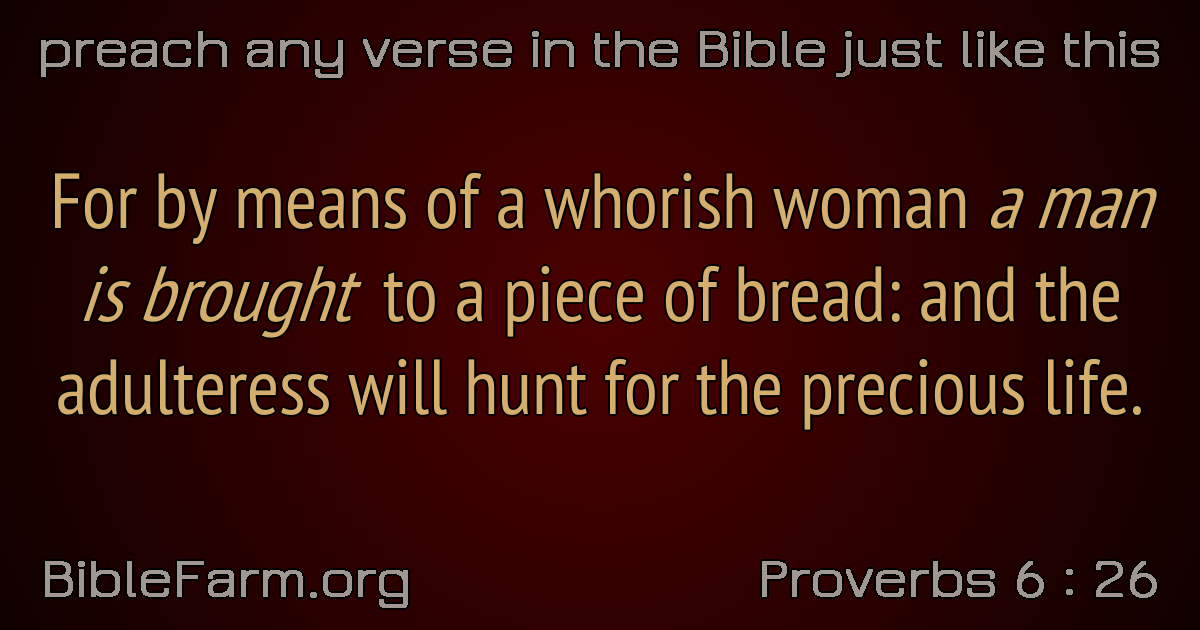 preach any verse in the Bible just like this
For by means of a whorish woman a man
is brought to a piece of bread: and the
adulteress will hunt for the precious life.
BibleFarm.org
Proverbs 6 : 26